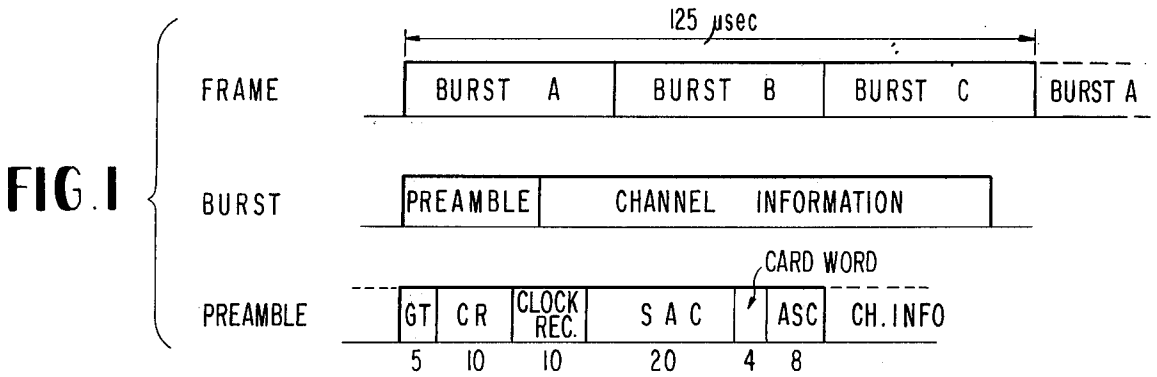 FIG. 1
125 µsec
FRAME BURST A BURST B BURST C BURST A
BURST PREAMBLE CHANNEL INFORMATION
CARD WORD
PREAMBLE GT CR CLOCK REC. SAC ASC CH. INFO
5 10 10 20 4 8